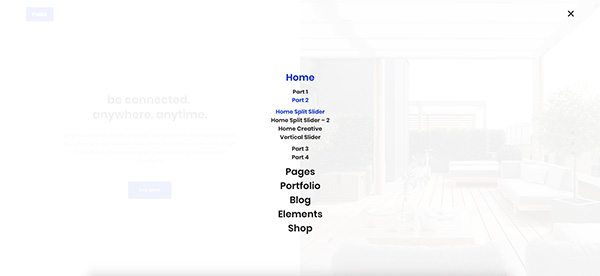 Home
Part 1
Part 2
Home Split Slider
Home Split Slider – 2
Home Creative
Vertical Slider
Part 3
Part 4
Pages
Portfolio
Blog
Elements
Shop
be connected.
anywhere. anytime.